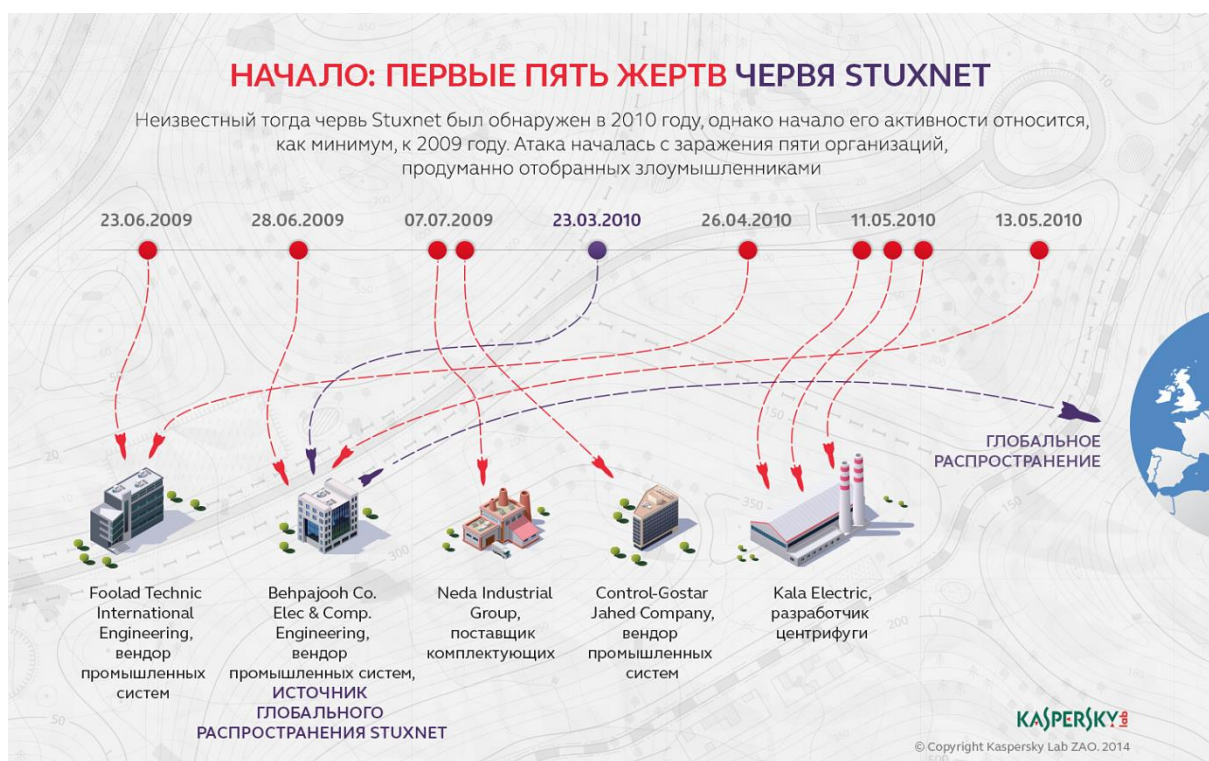 НАЧАЛО: ПЕРВЫЕ ПЯТЬ ЖЕРТВ ЧЕРВЯ STUXNET
Неизвестный тогда червь Stuxnet был обнаружен в 2010 году, однако начало его активности относится,
как минимум, к 2009 году. Атака началась с заражения пяти организаций,
продуманно отобранных злоумышленниками
23.06.2009
28.06.2009
07.07.2009
23.03.2010
26.04.2010
11.05.2010
13.05.2010
ГЛОБАЛЬНОЕ
РАСПРОСТРАНЕНИЕ
Foolad Technic
International
Engineering,
вендор
промышленных
систем
Behpajooh Co.
Elec & Comp.
Engineering,
вендор
промышленных систем,
ИСТОЧНИК
ГЛОБАЛЬНОГО
РАСПРОСТРАНЕНИЯ STUXNET
Neda Industrial
Group,
поставщик
комплектующих
Control-Gostar
Jahed Company,
вендор
промышленных
систем
Kala Electric,
разработчик
центрифуги
KASPERSKY lab
© Copyright Kaspersky Lab ZAO. 2014